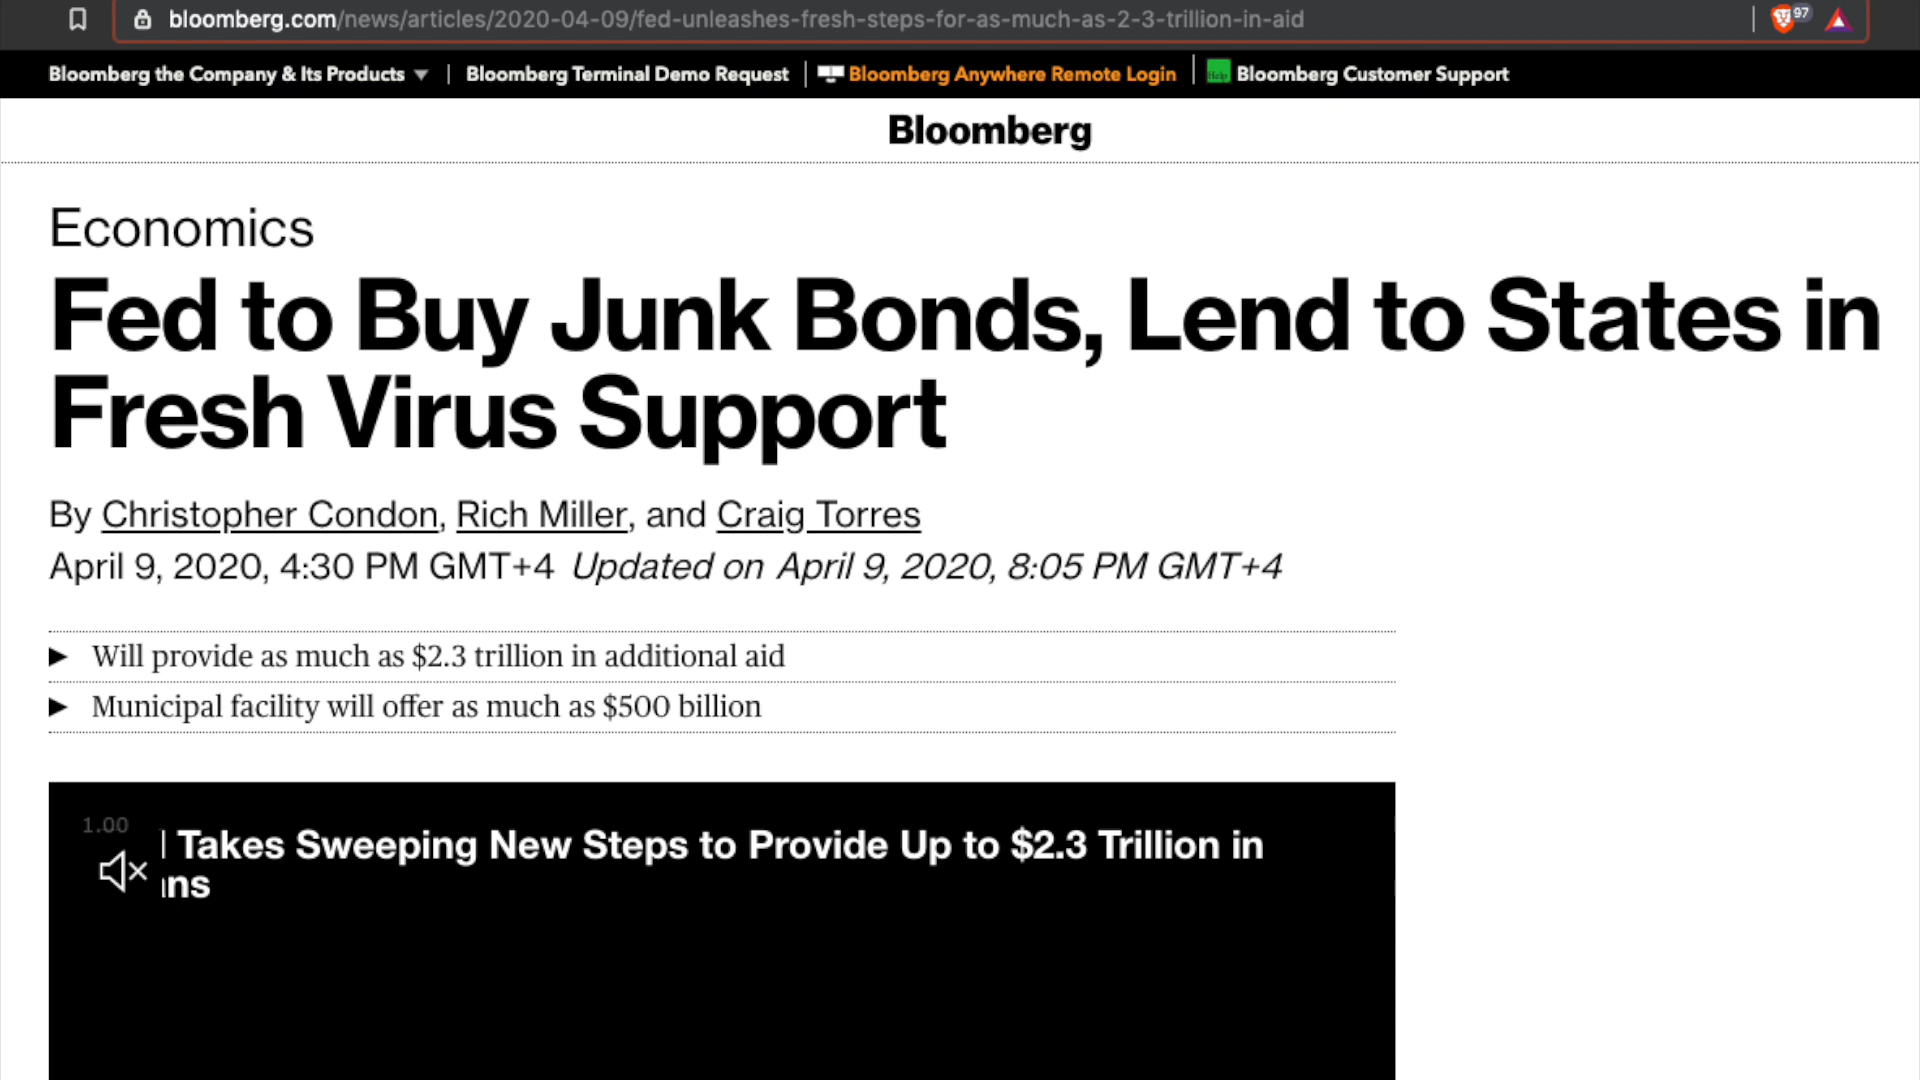 bloomberg.com/news/articles/2020-04-09/fed-unleashes-fresh-steps-for-as-much-as-2-3-trillion-in-aid
97
Bloomberg the Company & Its Products ▼ | Bloomberg Terminal Demo Request | Bloomberg Anywhere Remote Login | Help Bloomberg Customer Support
Bloomberg
Economics
Fed to Buy Junk Bonds, Lend to States in
Fresh Virus Support
By Christopher Condon, Rich Miller, and Craig Torres
April 9, 2020, 4:30 PM GMT+4 Updated on April 9, 2020, 8:05 PM GMT+4
▶ Will provide as much as $2.3 trillion in additional aid
▶ Municipal facility will offer as much as $500 billion
1.00
Takes Sweeping New Steps to Provide Up to $2.3 Trillion in
ns